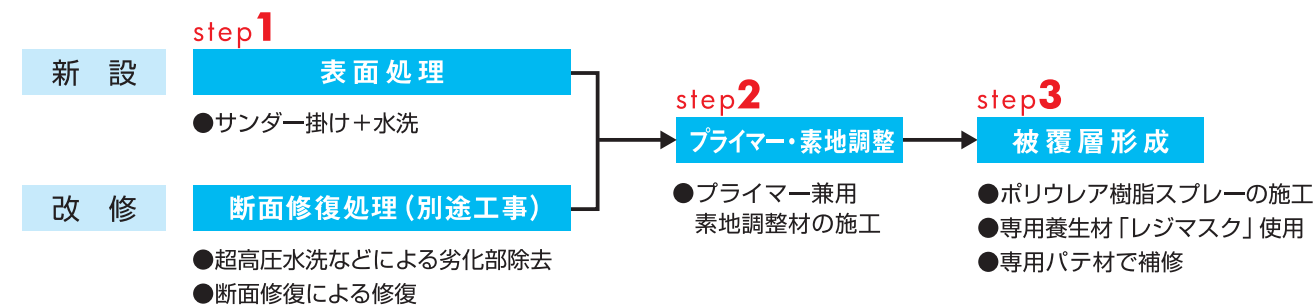 step1
新設
表面処理
●サンダー掛け＋水洗
改修
断面修復処理（別途工事）
●超高圧水洗などによる劣化部除去
●断面修復による修復
step2
プライマー・素地調整
●プライマー兼用
素地調整材の施工
step3
被覆層形成
●ポリウレア樹脂スプレーの施工
●専用養生材「レジマスク」使用
●専用パテ材で補修